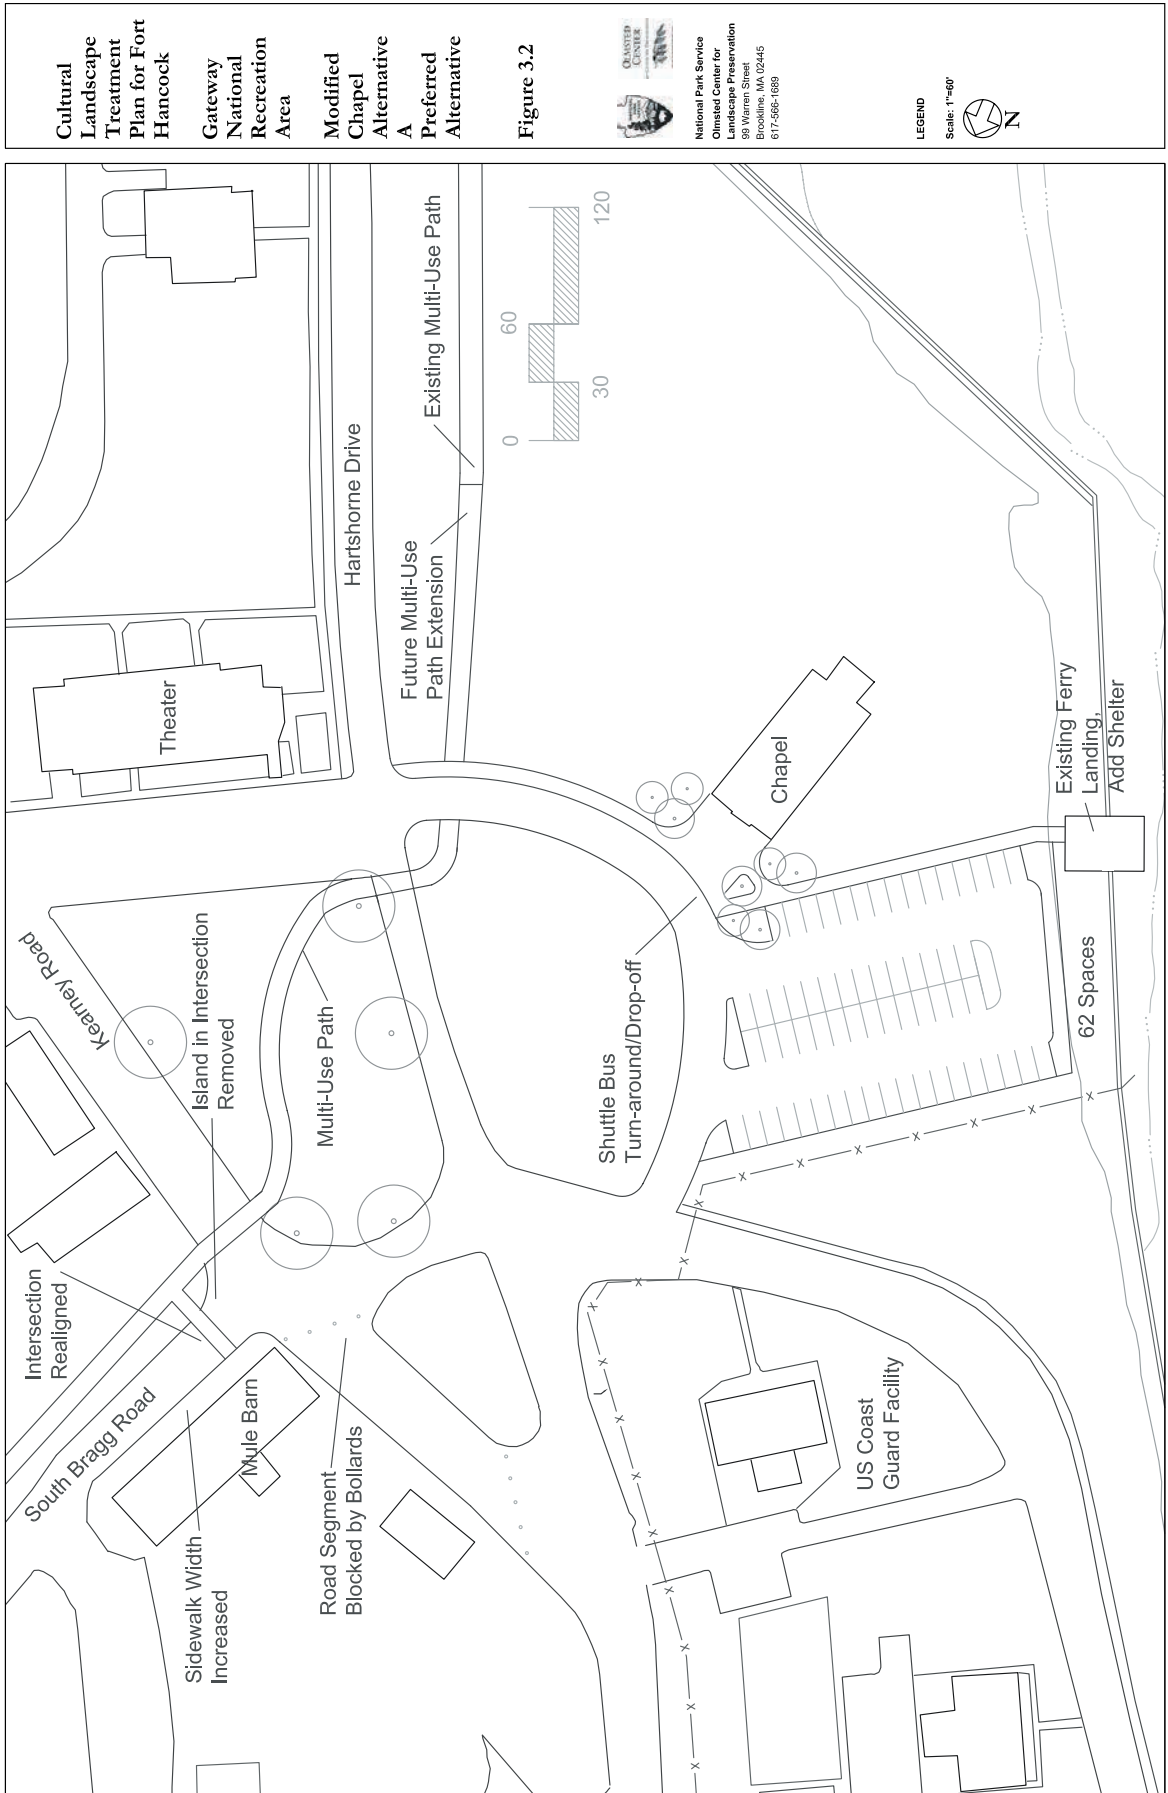 Cultural
Landscape
Treatment
Plan for Fort
Hancock
Gateway
National
Recreation
Area
Modified
Chapel
Alternative
A
Preferred
Alternative
Figure 3.2
OLMSTED
CENTER
National Park Service
Olmsted Center for
Landscape Preservation
99 Warren Street
Brookline, MA 02445
617-566-1689
LEGEND
Scale: 1"=60'
N
Existing Multi-Use Path
0
30
60
120
Hartshorne Drive
Future Multi-Use
Path Extension
Theater
Chapel
Existing Ferry
Landing,
Add Shelter
Kearney Road
Island in Intersection
Removed
Multi-Use Path
Shuttle Bus
Turn-around/Drop-off
62 Spaces
Intersection
Realigned
South Bragg Road
Mule Barn
Sidewalk Width
Increased
Road Segment
Blocked by Bollards
US Coast
Guard Facility